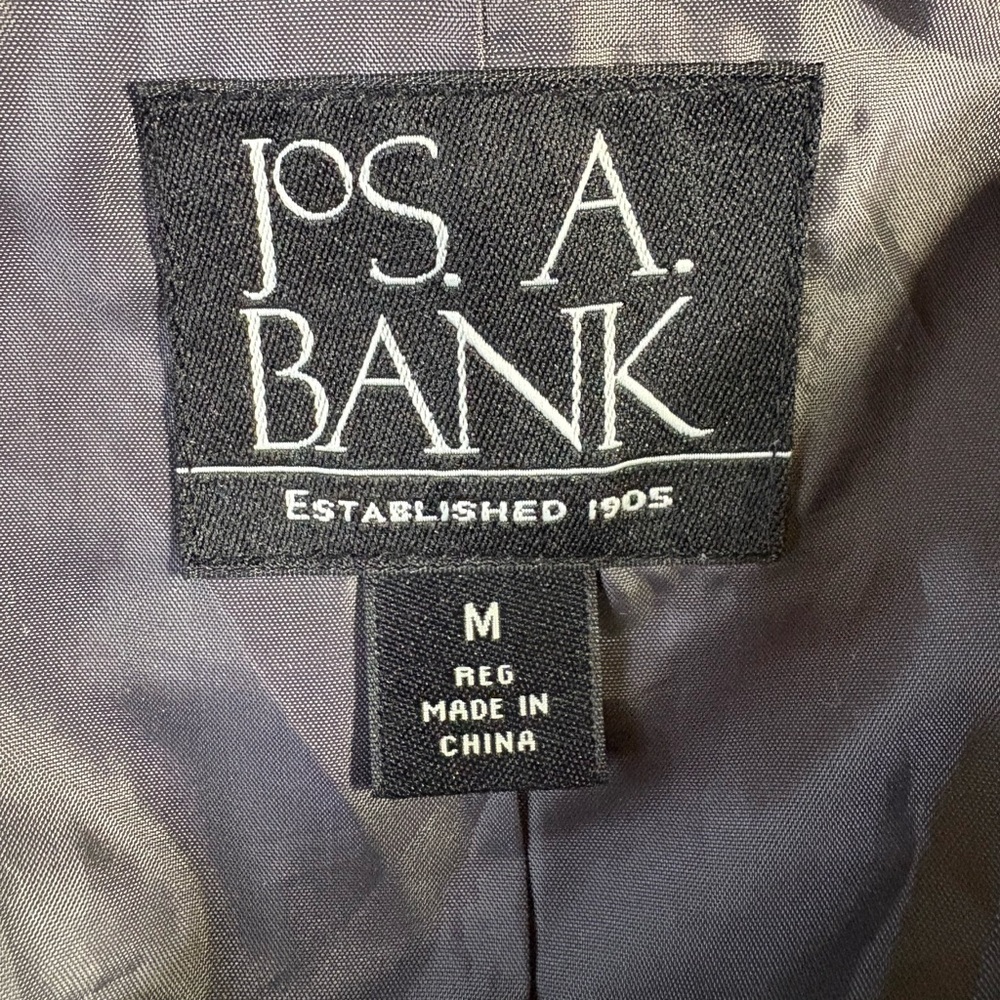 JOS. A.
BANK
ESTABLISHED 1905
M
REG
MADE IN
CHINA